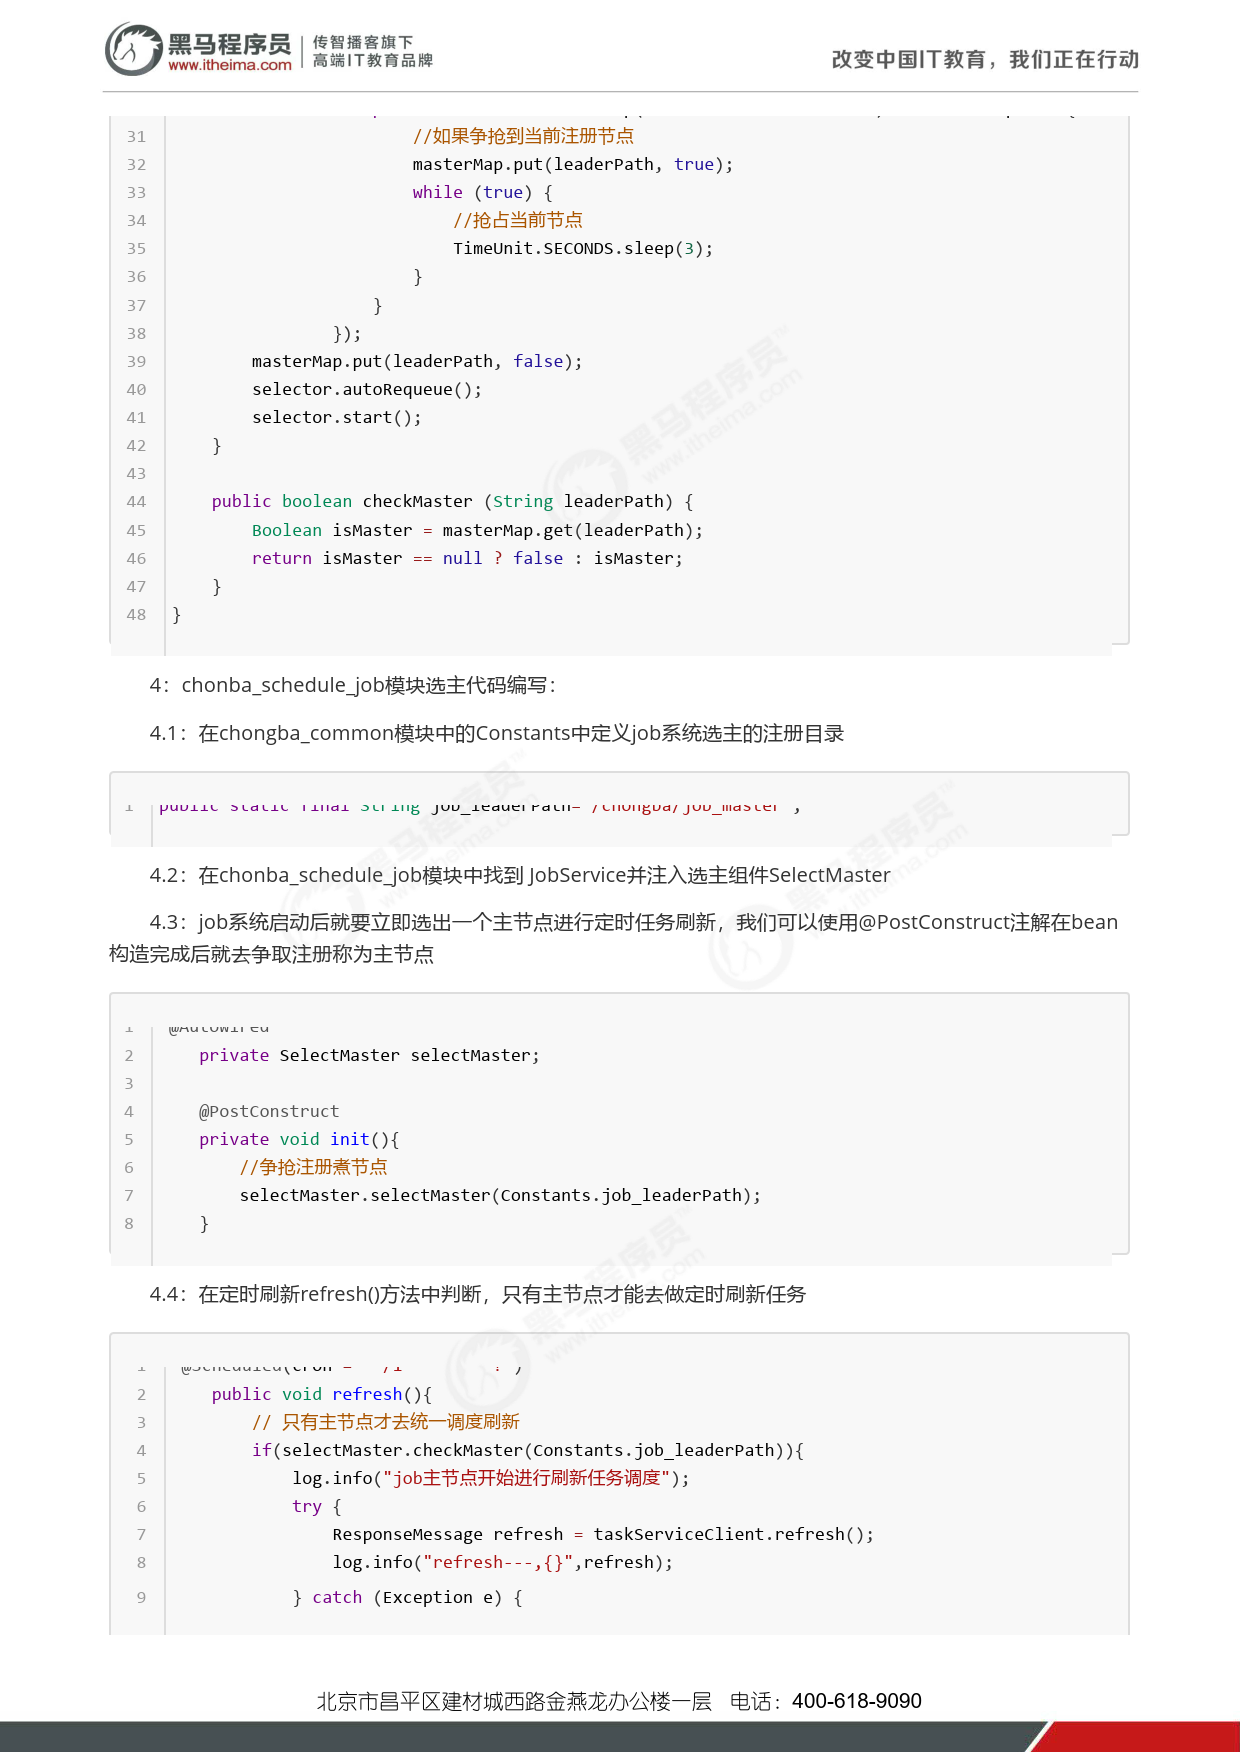 黑马程序员
www.itheima.com
传智播客旗下
高端IT教育品牌
改变中国IT教育，我们正在行动
31 //如果争抢到当前注册节点
32 masterMap.put(leaderPath, true);
33 while (true) {
34 //抢占当前节点
35 TimeUnit.SECONDS.sleep(3);
36 }
37 }
38 });
39 masterMap.put(leaderPath, false);
40 selector.autoRequeue();
41 selector.start();
42 }
43
44 public boolean checkMaster (String leaderPath) {
45 Boolean isMaster = masterMap.get(leaderPath);
46 return isMaster == null ? false : isMaster;
47 }
48 }
4：chonba_schedule_job模块选主代码编写：
4.1：在chongba_common模块中的Constants中定义job系统选主的注册目录
1 public static final String job_leaderPath= /chongba/job_master ,
4.2：在chonba_schedule_job模块中找到 JobService并注入选主组件SelectMaster
4.3：job系统启动后就要立即选出一个主节点进行定时任务刷新，我们可以使用@PostConstruct注解在bean
构造完成后就去争取注册称为主节点
1 @Autowired
2 private SelectMaster selectMaster;
3
4 @PostConstruct
5 private void init(){
6 //争抢注册煮节点
7 selectMaster.selectMaster(Constants.job_leaderPath);
8 }
4.4：在定时刷新refresh()方法中判断，只有主节点才能去做定时刷新任务
1 @Scheduled(cron = /1 ? )
2 public void refresh(){
3 // 只有主节点才去统一调度刷新
4 if(selectMaster.checkMaster(Constants.job_leaderPath)){
5 log.info("job主节点开始进行刷新任务调度");
6 try {
7 ResponseMessage refresh = taskServiceClient.refresh();
8 log.info("refresh---,{}",refresh);
9 } catch (Exception e) {
北京市昌平区建材城西路金燕龙办公楼一层 电话：400-618-9090